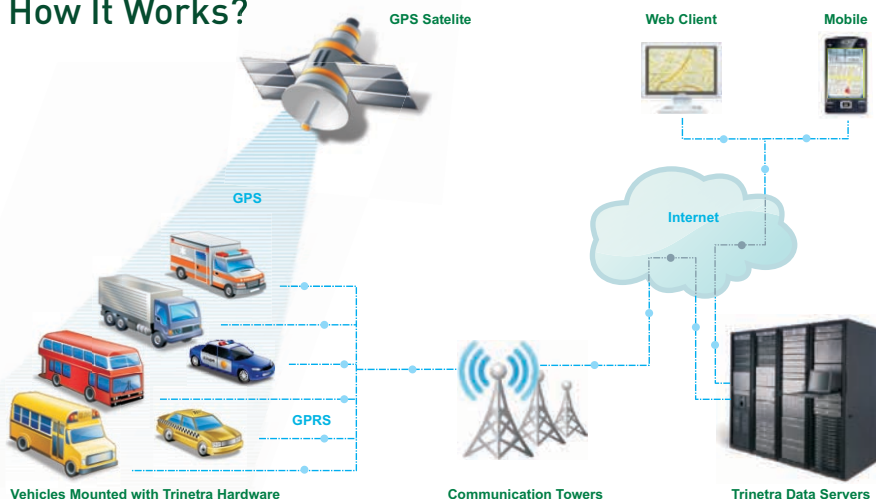 How It Works?
GPS Satelite
Web Client
Mobile
GPS
Internet
GPRS
Vehicles Mounted with Trinetra Hardware
Communication Towers
Trinetra Data Servers